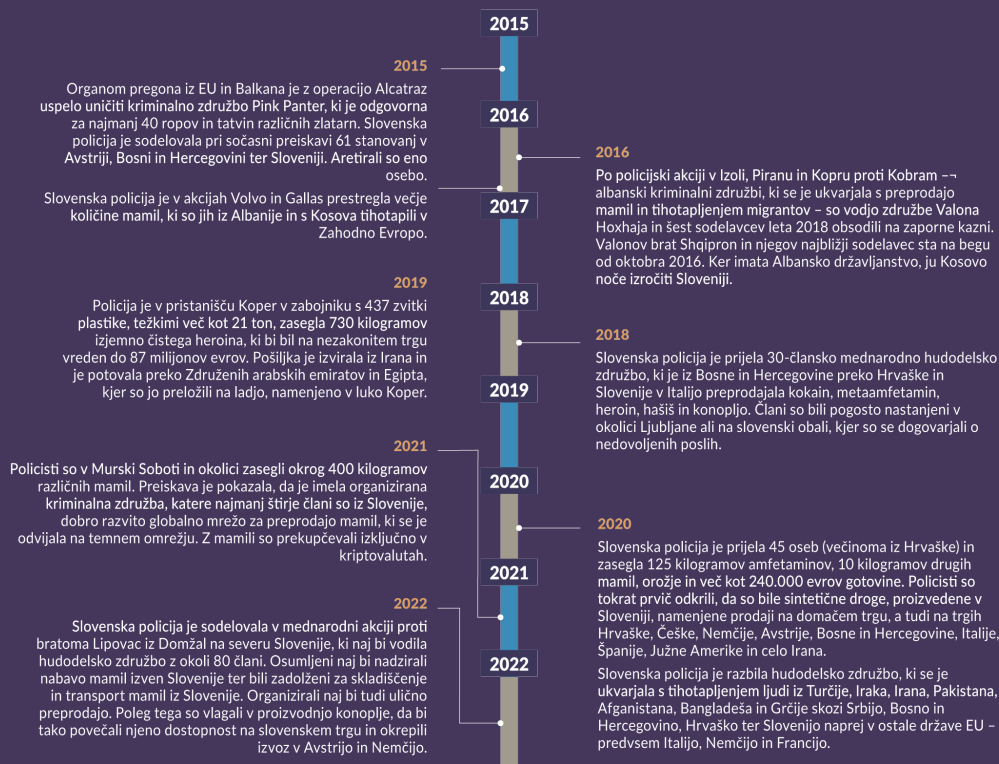 2015
2015
Organom pregona iz EU in Balkana je z operacijo Alcatraz
uspelo uničiti kriminalno združbo Pink Panter, ki je odgovorna
za najmanj 40 ropov in tatvin različnih zlatarn. Slovenska
policija je sodelovala pri sočasni preiskavi 61 stanovanj v
Avstriji, Bosni in Hercegovini ter Sloveniji. Aretirali so eno
osebo.
Slovenska policija je v akcijah Volvo in Gallas prestregla večje
količine mamil, ki so jih iz Albanije in s Kosova tihotapili v
Zahodno Evropo.
2016
2016
Po policijski akciji v Izoli, Piranu in Kopru proti Kobram –¬
albanski kriminalni združbi, ki se je ukvarjala s preprodajo
mamil in tihotapljenjem migrantov – so vodjo združbe Valona
Hoxhaja in šest sodelavcev leta 2018 obsodili na zaporne kazni.
Valonov brat Shqipron in njegov najbližji sodelavec sta na begu
od oktobra 2016. Ker imata Albansko državljanstvo, ju Kosovo
noče izročiti Sloveniji.
2017
2019
Policija je v pristanišču Koper v zabojniku s 437 zvitki
plastike, težkimi več kot 21 ton, zasegla 730 kilogramov
izjemno čistega heroina, ki bi bil na nezakonitem trgu
vreden do 87 milijonov evrov. Pošiljka je izvirala iz Irana in
je potovala preko Združenih arabskih emiratov in Egipta,
kjer so jo preložili na ladjo, namenjeno v luko Koper.
2018
2018
Slovenska policija je prijela 30-člansko mednarodno hudodelsko
združbo, ki je iz Bosne in Hercegovine preko Hrvaške in
Slovenije v Italijo preprodajala kokain, metaamfetamin,
heroin, hašiš in konopljo. Člani so bili pogosto nastanjeni v
okolici Ljubljane ali na slovenski obali, kjer so se dogovarjali o
nedovoljenih poslih.
2019
2021
Policisti so v Murski Soboti in okolici zasegli okrog 400 kilogramov
različnih mamil. Preiskava je pokazala, da je imela organizirana
kriminalna združba, katere najmanj štirje člani so iz Slovenije,
dobro razvito globalno mrežo za preprodajo mamil, ki se je
odvijala na temnem omrežju. Z mamili so prekupčevali izključno v
kriptovalutah.
2020
2020
Slovenska policija je prijela 45 oseb (večinoma iz Hrvaške) in
zasegla 125 kilogramov amfetaminov, 10 kilogramov drugih
mamil, orožje in več kot 240.000 evrov gotovine. Policisti so
tokrat prvič odkrili, da so bile sintetične droge, proizvedene v
Sloveniji, namenjene prodaji na domačem trgu, a tudi na trgih
Hrvaške, Češke, Nemčije, Avstrije, Bosne in Hercegovine, Italije,
Španije, Južne Amerike in celo Irana.
Slovenska policija je razbila hudodelsko združbo, ki se je
ukvarjala s tihotapljenjem ljudi iz Turčije, Iraka, Irana, Pakistana,
Afganistana, Bangladeša in Grčije skozi Srbijo, Bosno in
Hercegovino, Hrvaško ter Slovenijo naprej v ostale države EU –
predvsem Italijo, Nemčijo in Francijo.
2021
2022
Slovenska policija je sodelovala v mednarodni akciji proti
bratoma Lipovac iz Domžal na severu Slovenije, ki naj bi vodila
hudodelsko združbo z okoli 80 člani. Osumljeni naj bi nadzirali
nabavo mamil izven Slovenije ter bili zadolženi za skladiščenje
in transport mamil iz Slovenije. Organizirali naj bi tudi ulično
preprodajo. Poleg tega so vlagali v proizvodnjo konoplje, da bi
tako povečali njeno dostopnost na slovenskem trgu in okrepili
izvoz v Avstrijo in Nemčijo.
2022